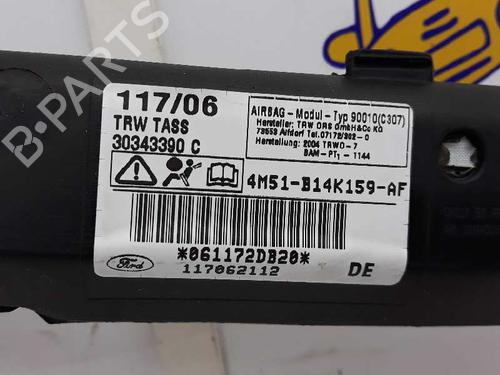 117/06
TRW TASS
30343390 C
AIRBAG - Modul - Typ 90010(C307)
Hersteller: TRW ORS GmbH&Co KG
73553 Alfdorf Tel.07172/302-0
Herstellung: 2004 TRWO-7
BAM-PT1 - 1144
4M51-B14K159-AF
*061172DB20*
117062112
Ford
DE
B-PARTS